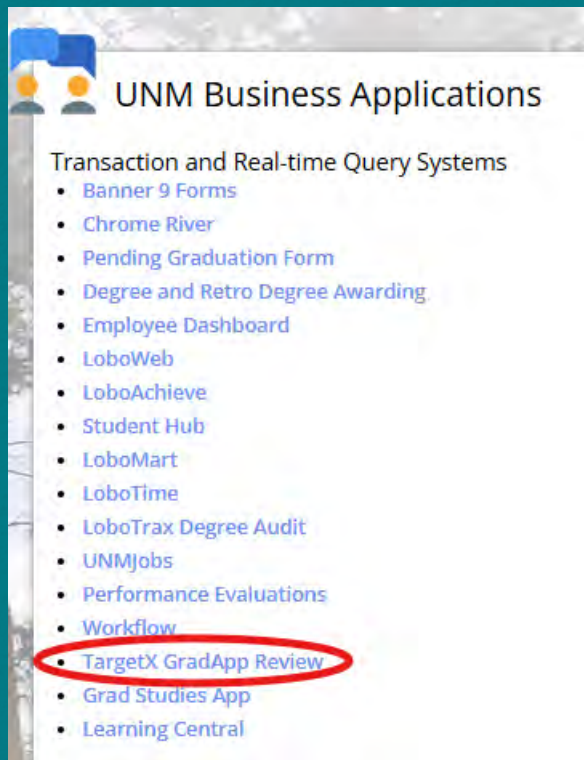 UNM Business Applications
Transaction and Real-time Query Systems
• Banner 9 Forms
• Chrome River
• Pending Graduation Form
• Degree and Retro Degree Awarding
• Employee Dashboard
• LoboWeb
• LoboAchieve
• Student Hub
• LoboMart
• LoboTime
• LoboTrax Degree Audit
• UNMJobs
• Performance Evaluations
• Workflow
• TargetX GradApp Review
• Grad Studies App
• Learning Central